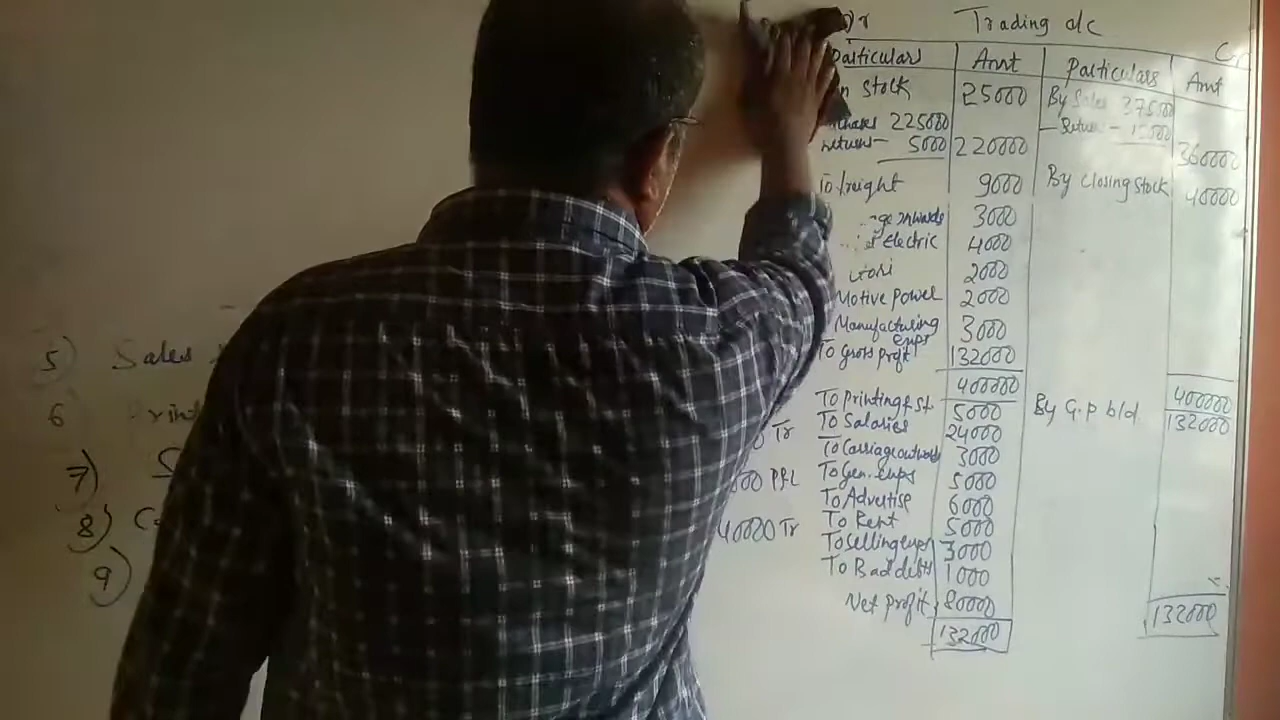 Trading a/c
Cr
Particulars Amt Particulars Amt
Stock 25000 By Sales 375000
225000 Return - 15000
returns - 5000 220000 360000
To freight 9000 By Closing stock 40000
Inwards 3000
electric 4000
2000
Motive Power 2000
Manufacturing exps 3000
To Gross profit 132000
400000 400000
To Printing & St. 5000 By G.p b/d 132000
To Salaries 24000
To Carriage outwards 3000
To Gen. exps 5000
To Advertise 6000
To Rent 5000
To Selling exps 3000
To Bad debts 1000
Net profit 80000
132000 132000
5) Sales
6)
7)
8)
9)
Tr
P&L
40000 Tr